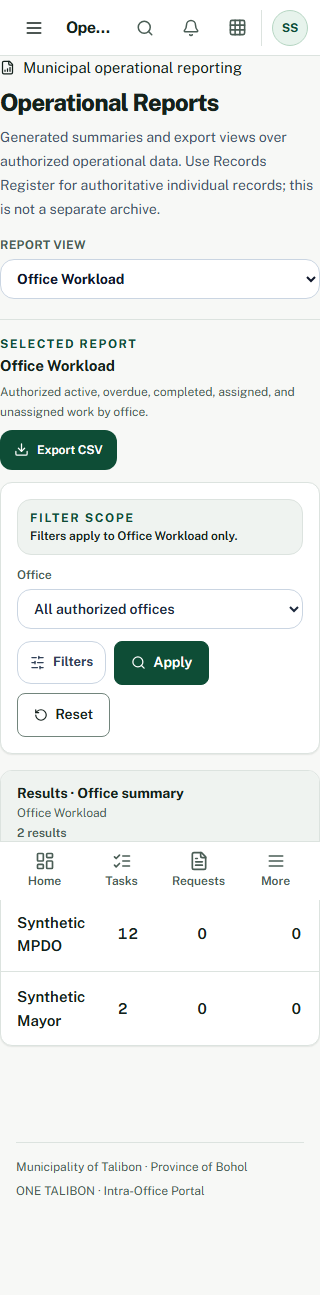 Ope...
SS
Municipal operational reporting
Operational Reports
Generated summaries and export views over
authorized operational data. Use Records
Register for authoritative individual records; this
is not a separate archive.
REPORT VIEW
Office Workload
SELECTED REPORT
Office Workload
Authorized active, overdue, completed, assigned, and
unassigned work by office.
Export CSV
FILTER SCOPE
Filters apply to Office Workload only.
Office
All authorized offices
Filters
Apply
Reset
Results · Office summary
Office Workload
2 results
Home Tasks Requests More
Synthetic
MPDO 12 0 0
Synthetic
Mayor 2 0 0
Municipality of Talibon · Province of Bohol
ONE TALIBON · Intra-Office Portal